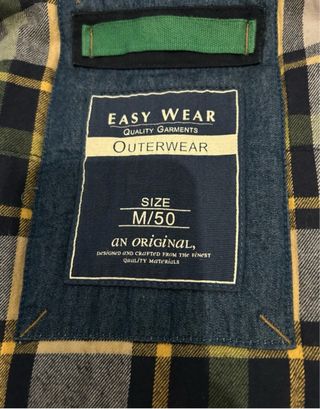 EASY WEAR
QUALITY GARMENTS
OUTERWEAR
SIZE
M/50
AN ORIGINAL,
DESIGNED AND CRAFTED FROM THE FINEST
QUALITY MATERIALS